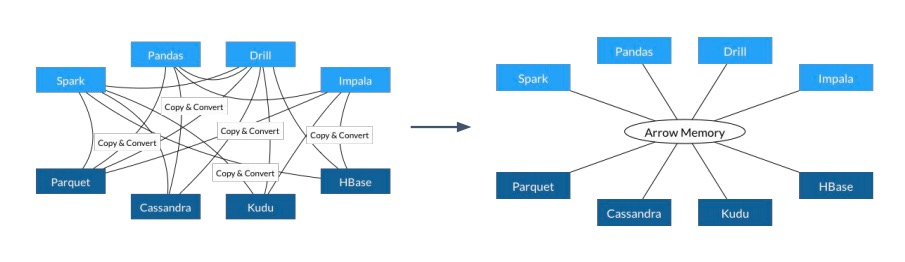 Pandas
Drill
Spark
Impala
Copy & Convert
Copy & Convert
Copy & Convert
Copy & Convert
Copy & Convert
Parquet
HBase
Cassandra
Kudu
Pandas
Drill
Spark
Impala
Arrow Memory
Parquet
HBase
Cassandra
Kudu